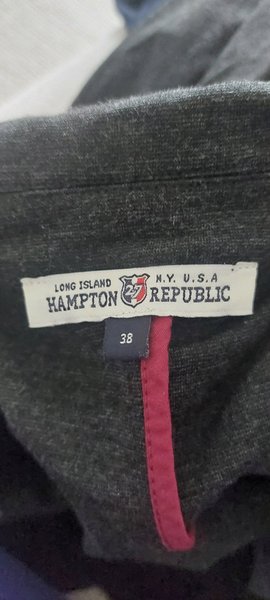 LONG ISLAND 27 N.Y. U.S.A
HAMPTON REPUBLIC
38